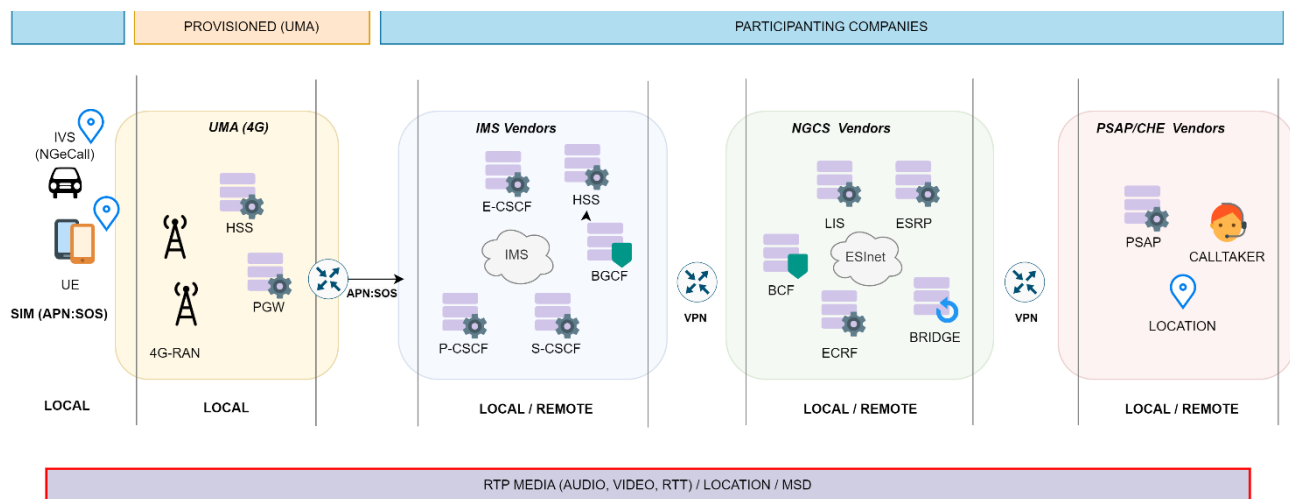 PROVISIONED (UMA)
PARTICIPANTING COMPANIES
IVS
(NGeCall)
UE
SIM (APN:SOS)
LOCAL
UMA (4G)
HSS
PGW
4G-RAN
LOCAL
APN:SOS
IMS Vendors
E-CSCF
HSS
IMS
BGCF
P-CSCF
S-CSCF
LOCAL / REMOTE
VPN
NGCS Vendors
LIS
ESRP
BCF
ESInet
ECRF
BRIDGE
LOCAL / REMOTE
VPN
PSAP/CHE Vendors
PSAP
CALLTAKER
LOCATION
LOCAL / REMOTE
RTP MEDIA (AUDIO, VIDEO, RTT) / LOCATION / MSD